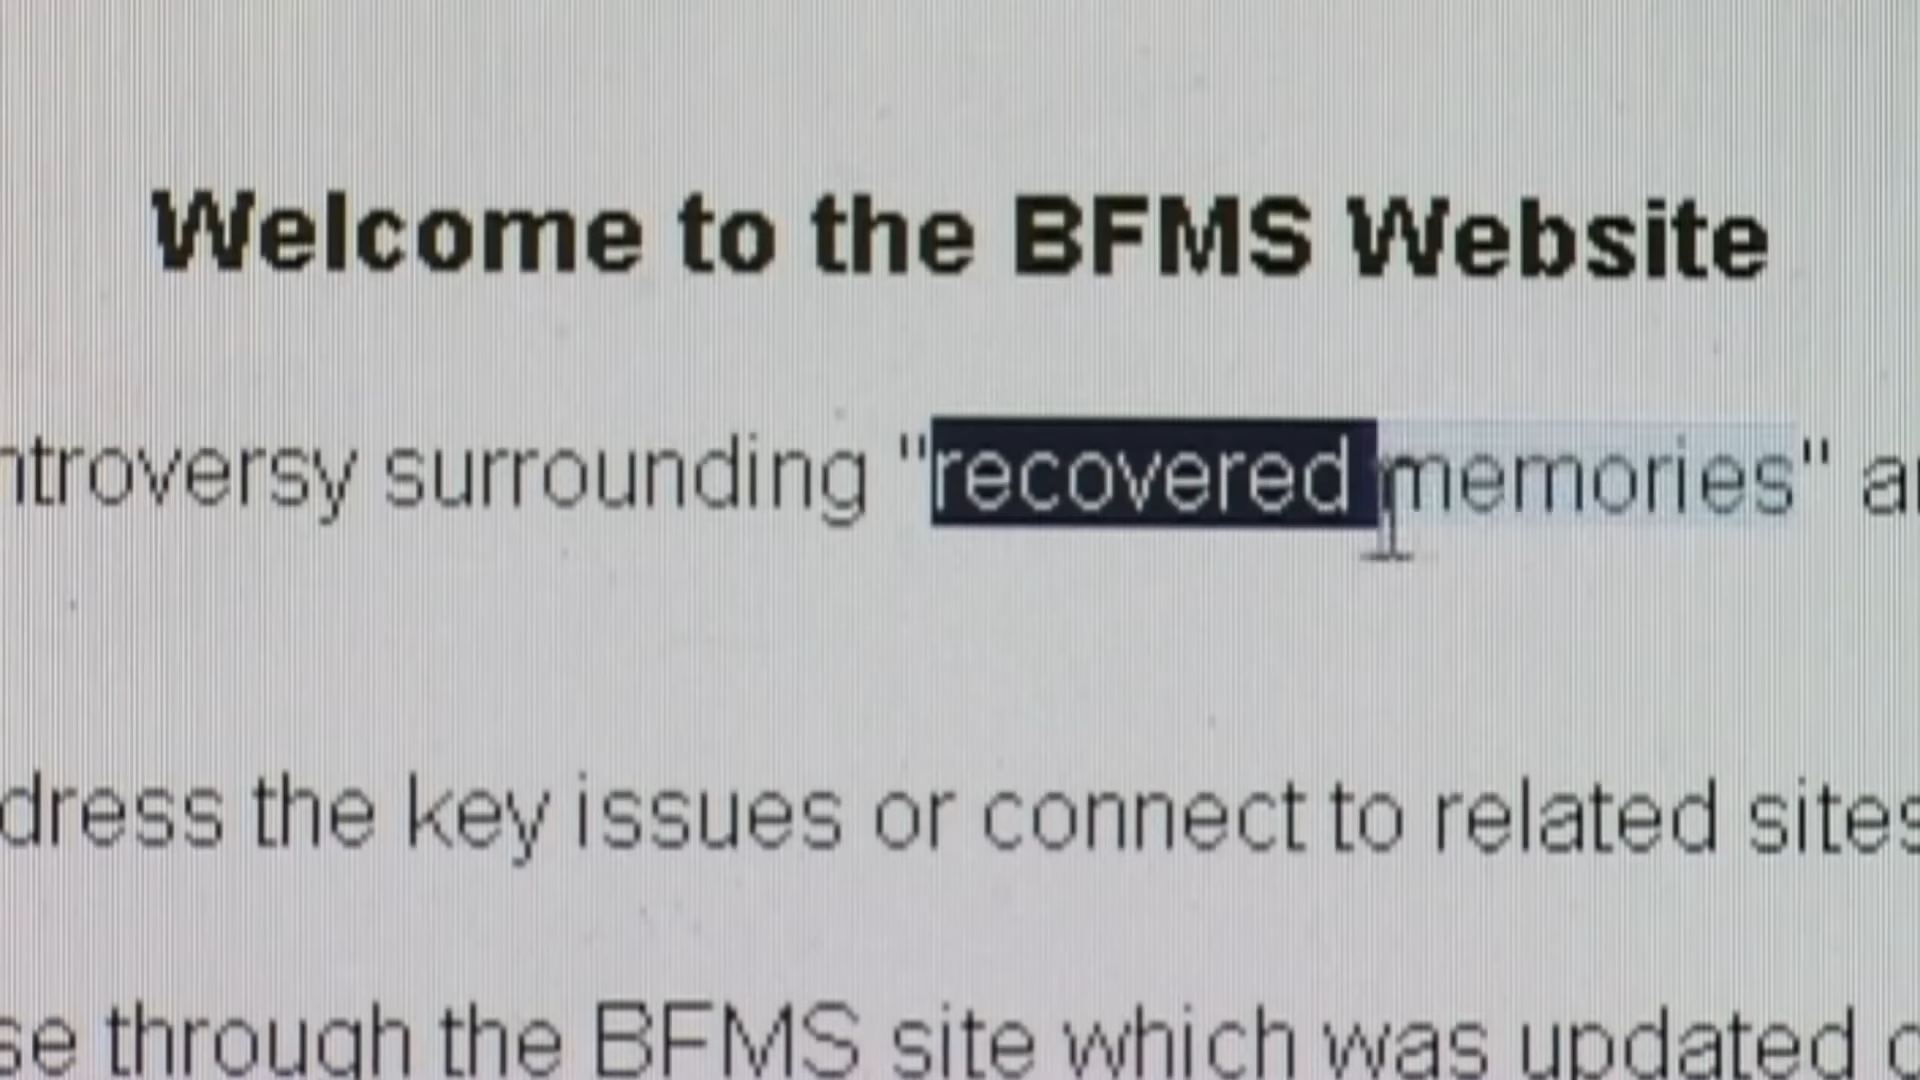 Welcome to the BFMS Website
ntroversy surrounding "recovered memories" ar
dress the key issues or connect to related sites
se through the BFMS site which was updated o